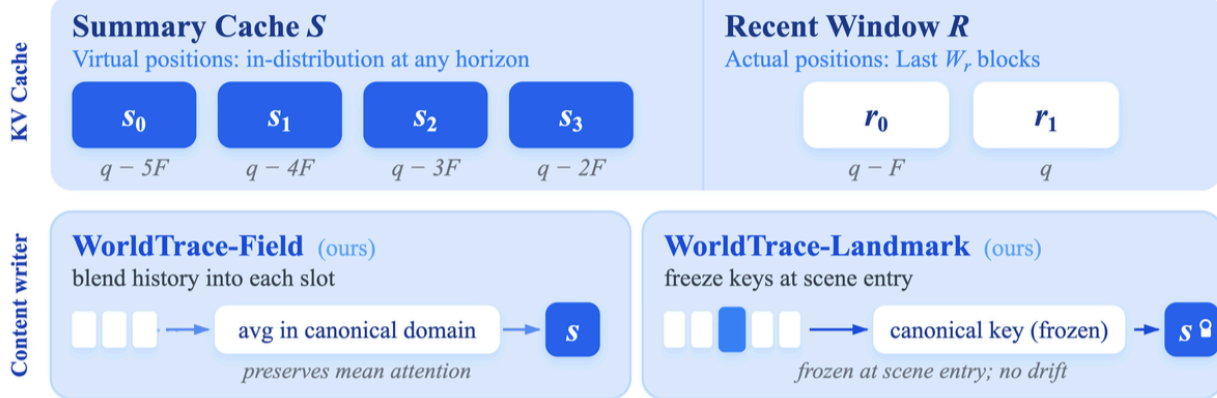 KV Cache
Summary Cache S
Virtual positions: in-distribution at any horizon
s₀ s₁ s₂ s₃
q − 5F q − 4F q − 3F q − 2F
Recent Window R
Actual positions: Last Wᵣ blocks
r₀ r₁
q − F q
Content writer
WorldTrace-Field (ours)
blend history into each slot
avg in canonical domain s
preserves mean attention
WorldTrace-Landmark (ours)
freeze keys at scene entry
canonical key (frozen) s
frozen at scene entry; no drift